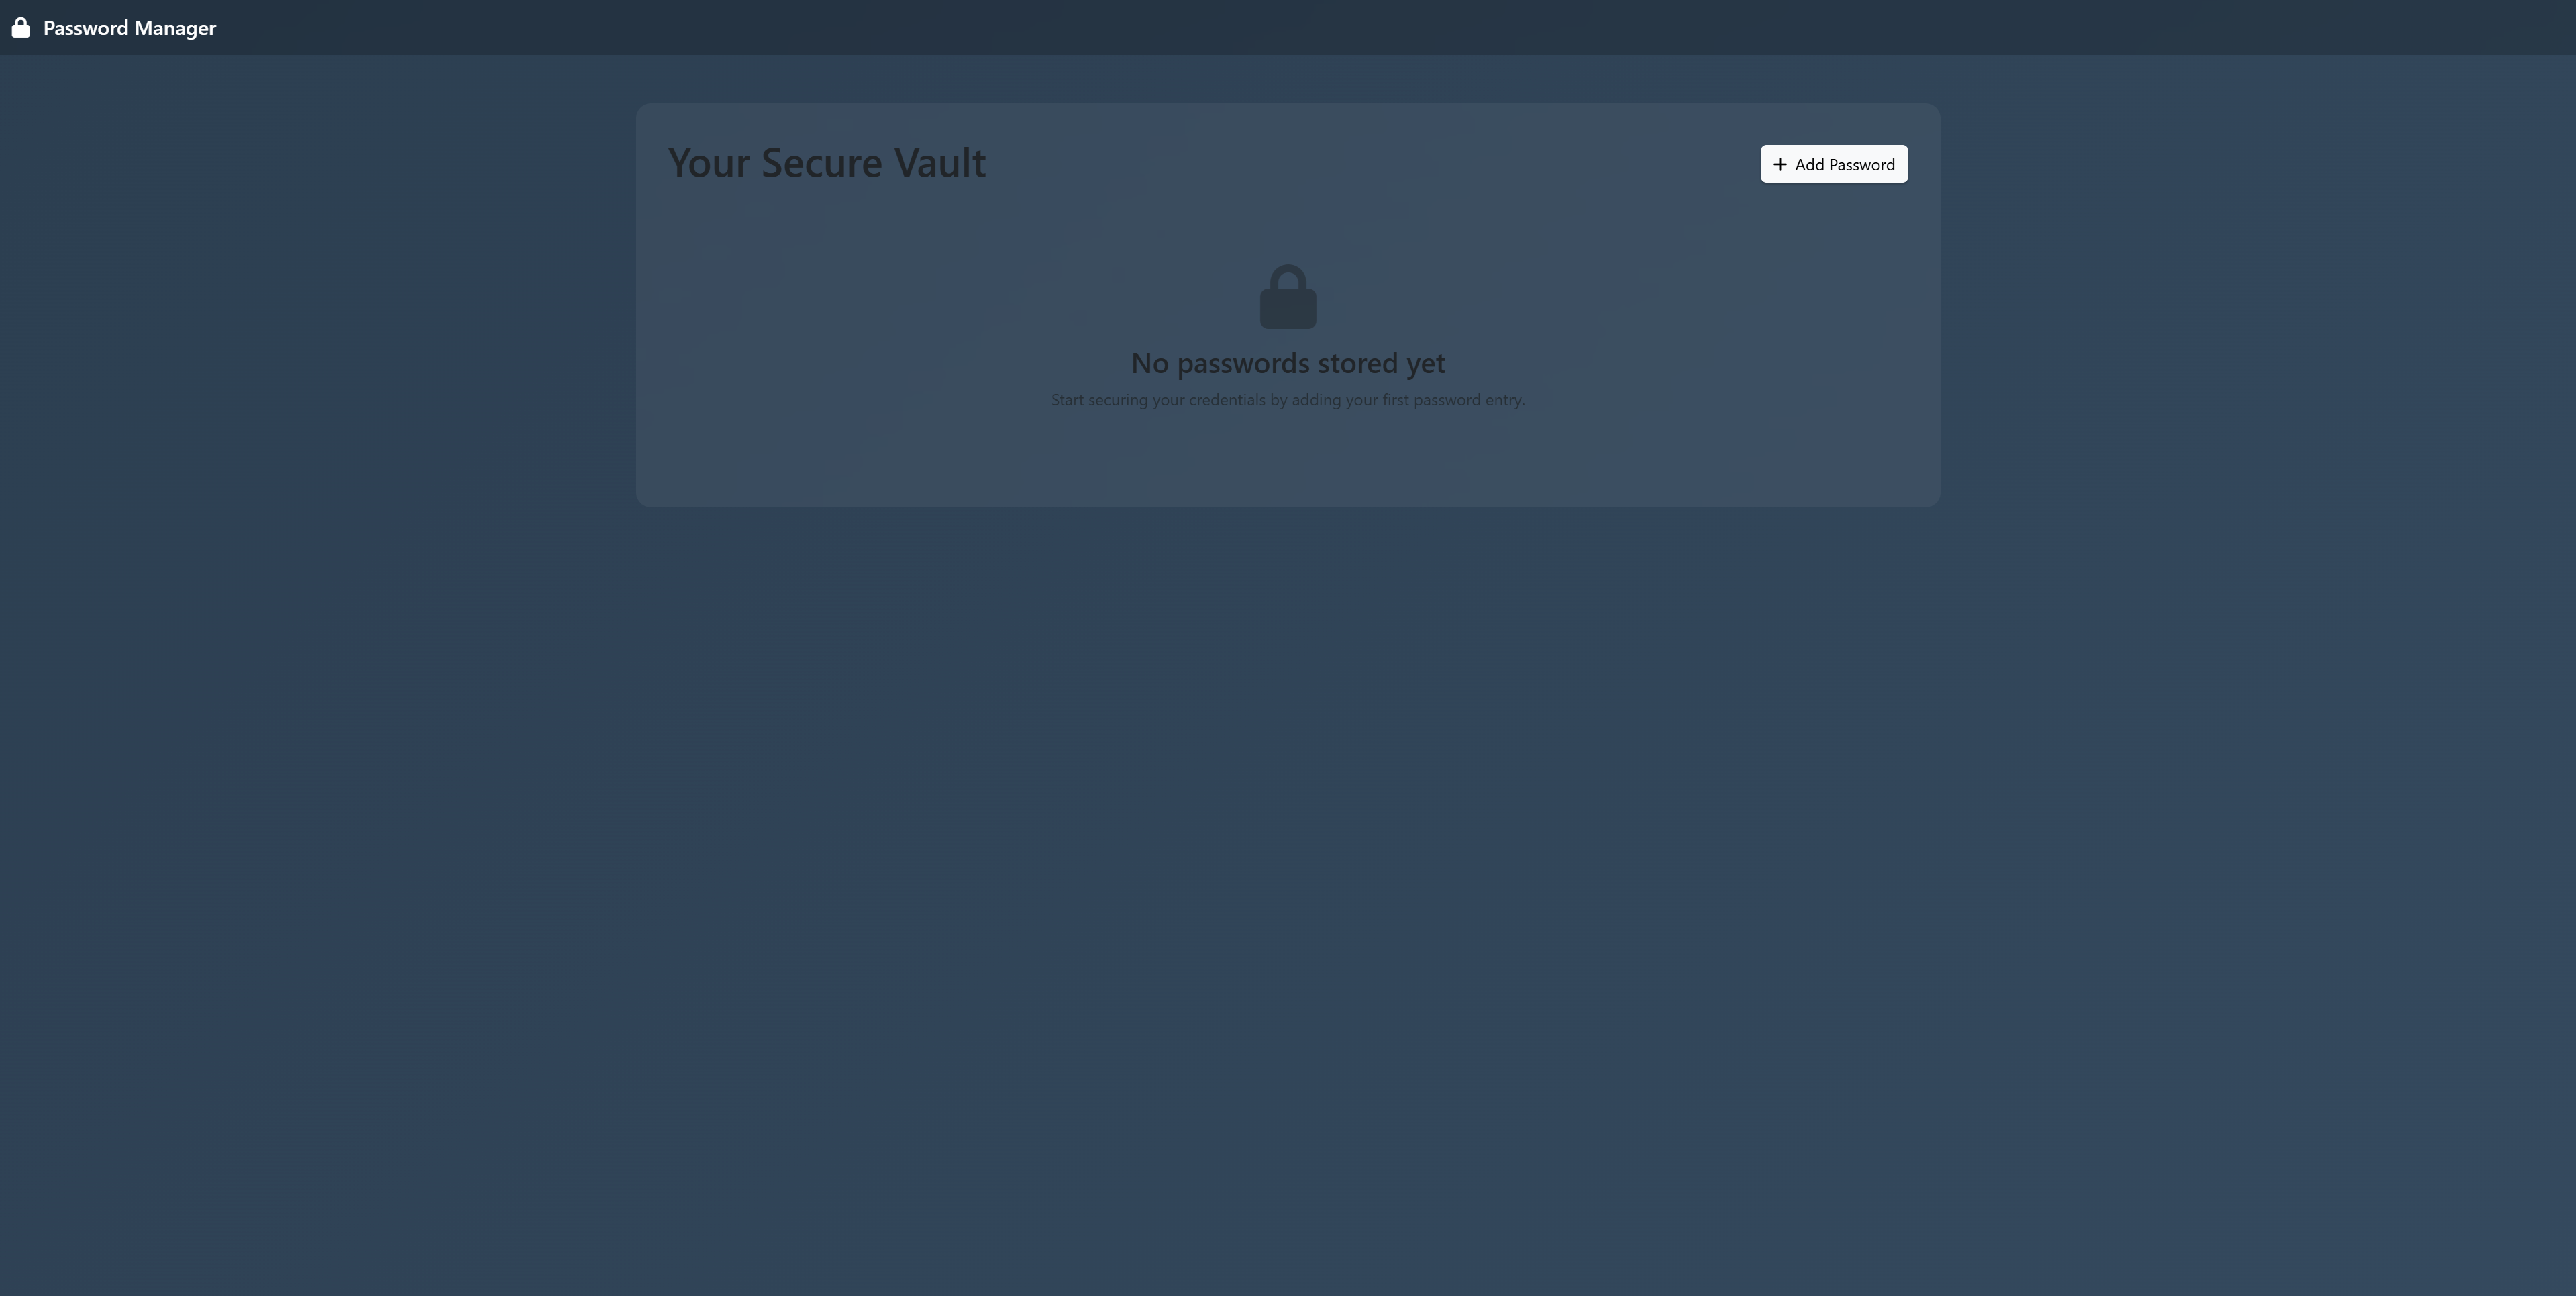 Password Manager
Your Secure Vault
Add Password
No passwords stored yet
Start securing your credentials by adding your first password entry.